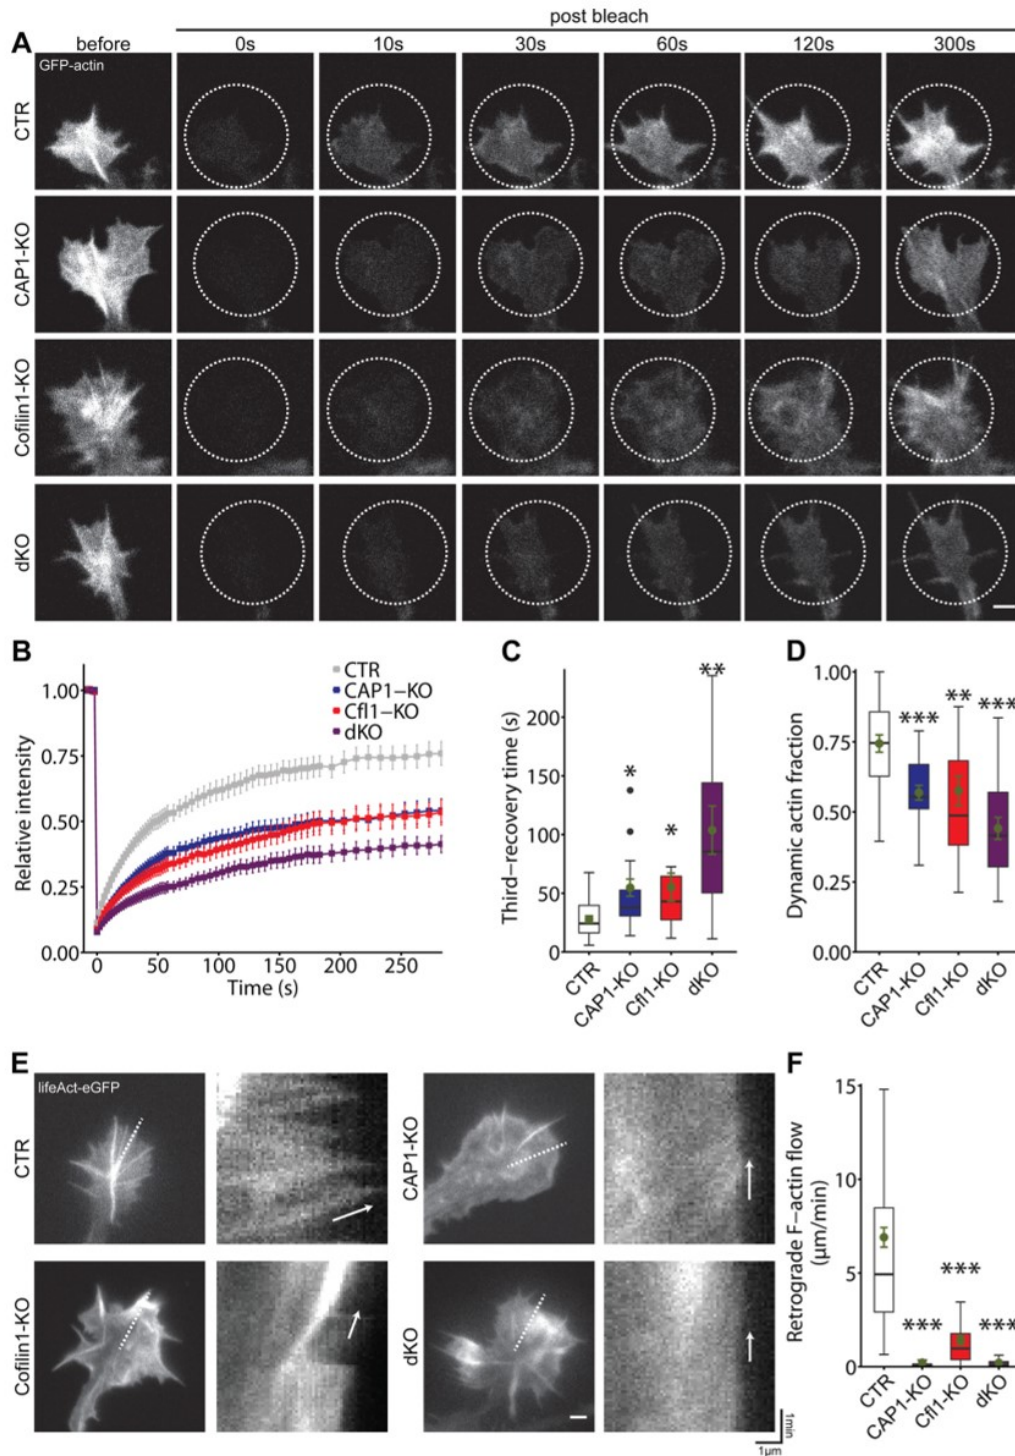 post bleach
A before 0s 10s 30s 60s 120s 300s
GFP-actin
CTR
CAP1-KO
Cofilin1-KO
dKO
B
CTR
CAP1−KO
Cfl1−KO
dKO
1.00
0.75
0.50
0.25
0.00
Relative intensity
0 50 100 150 200 250
Time (s)
C
**
*
*
200
150
100
50
0
Third−recovery time (s)
CTR CAP1-KO Cfl1-KO dKO
D
***
**
***
1.00
0.75
0.50
0.25
0.00
Dynamic actin fraction
CTR CAP1-KO Cfl1-KO dKO
E
lifeAct-eGFP
CTR
CAP1-KO
Cofilin1-KO
dKO
1min
1µm
F
15
10
5
0
Retrograde F−actin flow
(µm/min)
***
***
***
CTR CAP1-KO Cfl1-KO dKO